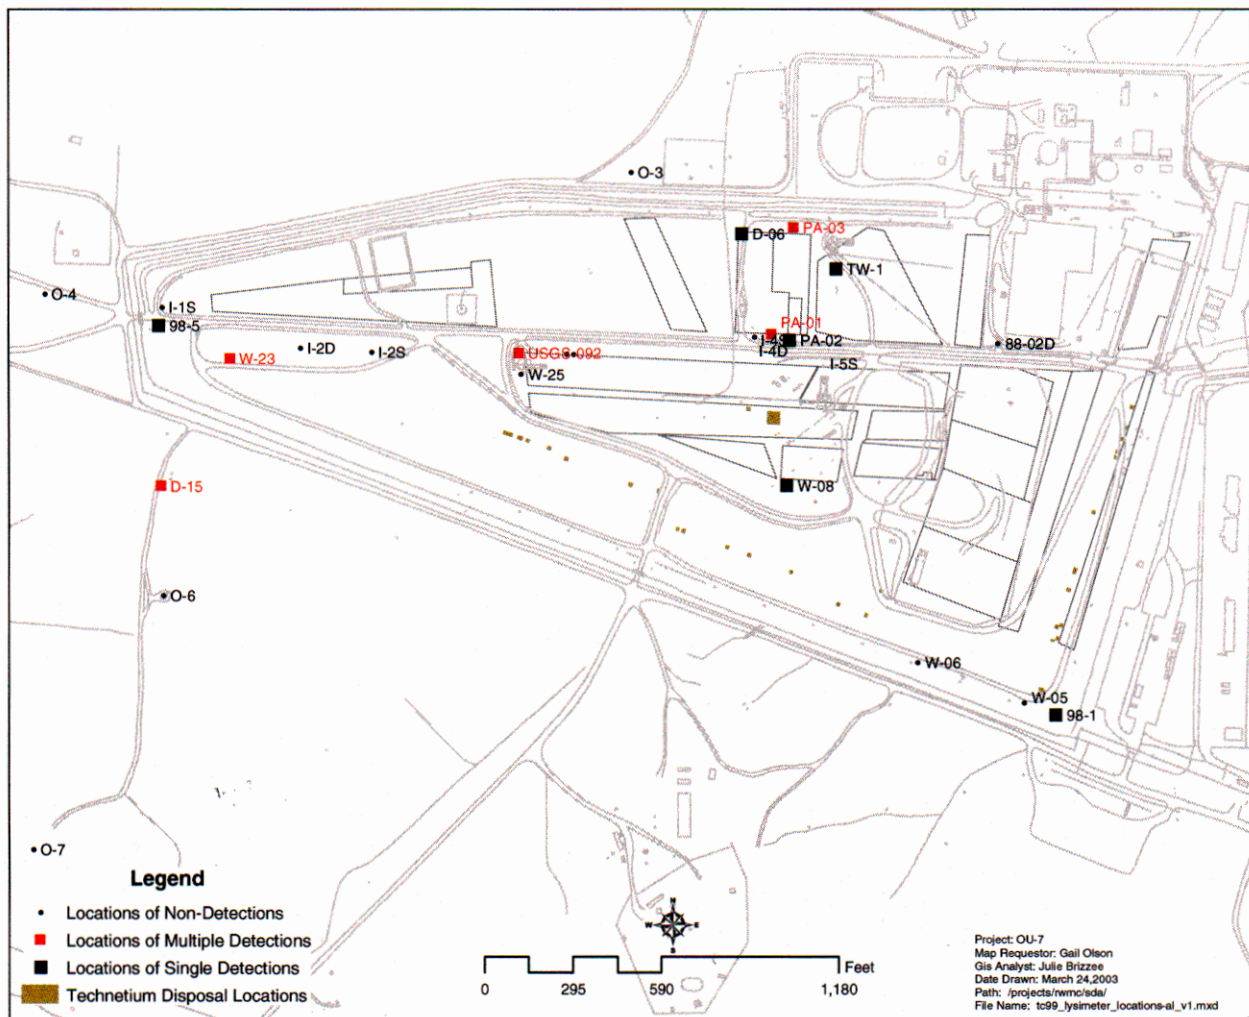 O-3
D-06
PA-03
TW-1
O-4
I-1S
98-5
PA-01
I-4S
PA-02
88-02D
I-2D
I-2S
W-23
USGS-092
I-4D
I-5S
W-25
D-15
W-08
O-6
W-06
W-05
98-1
O-7
Legend
Locations of Non-Detections
Locations of Multiple Detections
Locations of Single Detections
Technetium Disposal Locations
N
W
E
S
Feet
0
295
590
1,180
Project: OU-7
Map Requestor: Gail Olson
Gis Analyst: Julie Brizzee
Date Drawn: March 24,2003
Path: /projects/rwmc/sda/
File Name: tc99_lysimeter_locations-al_v1.mxd